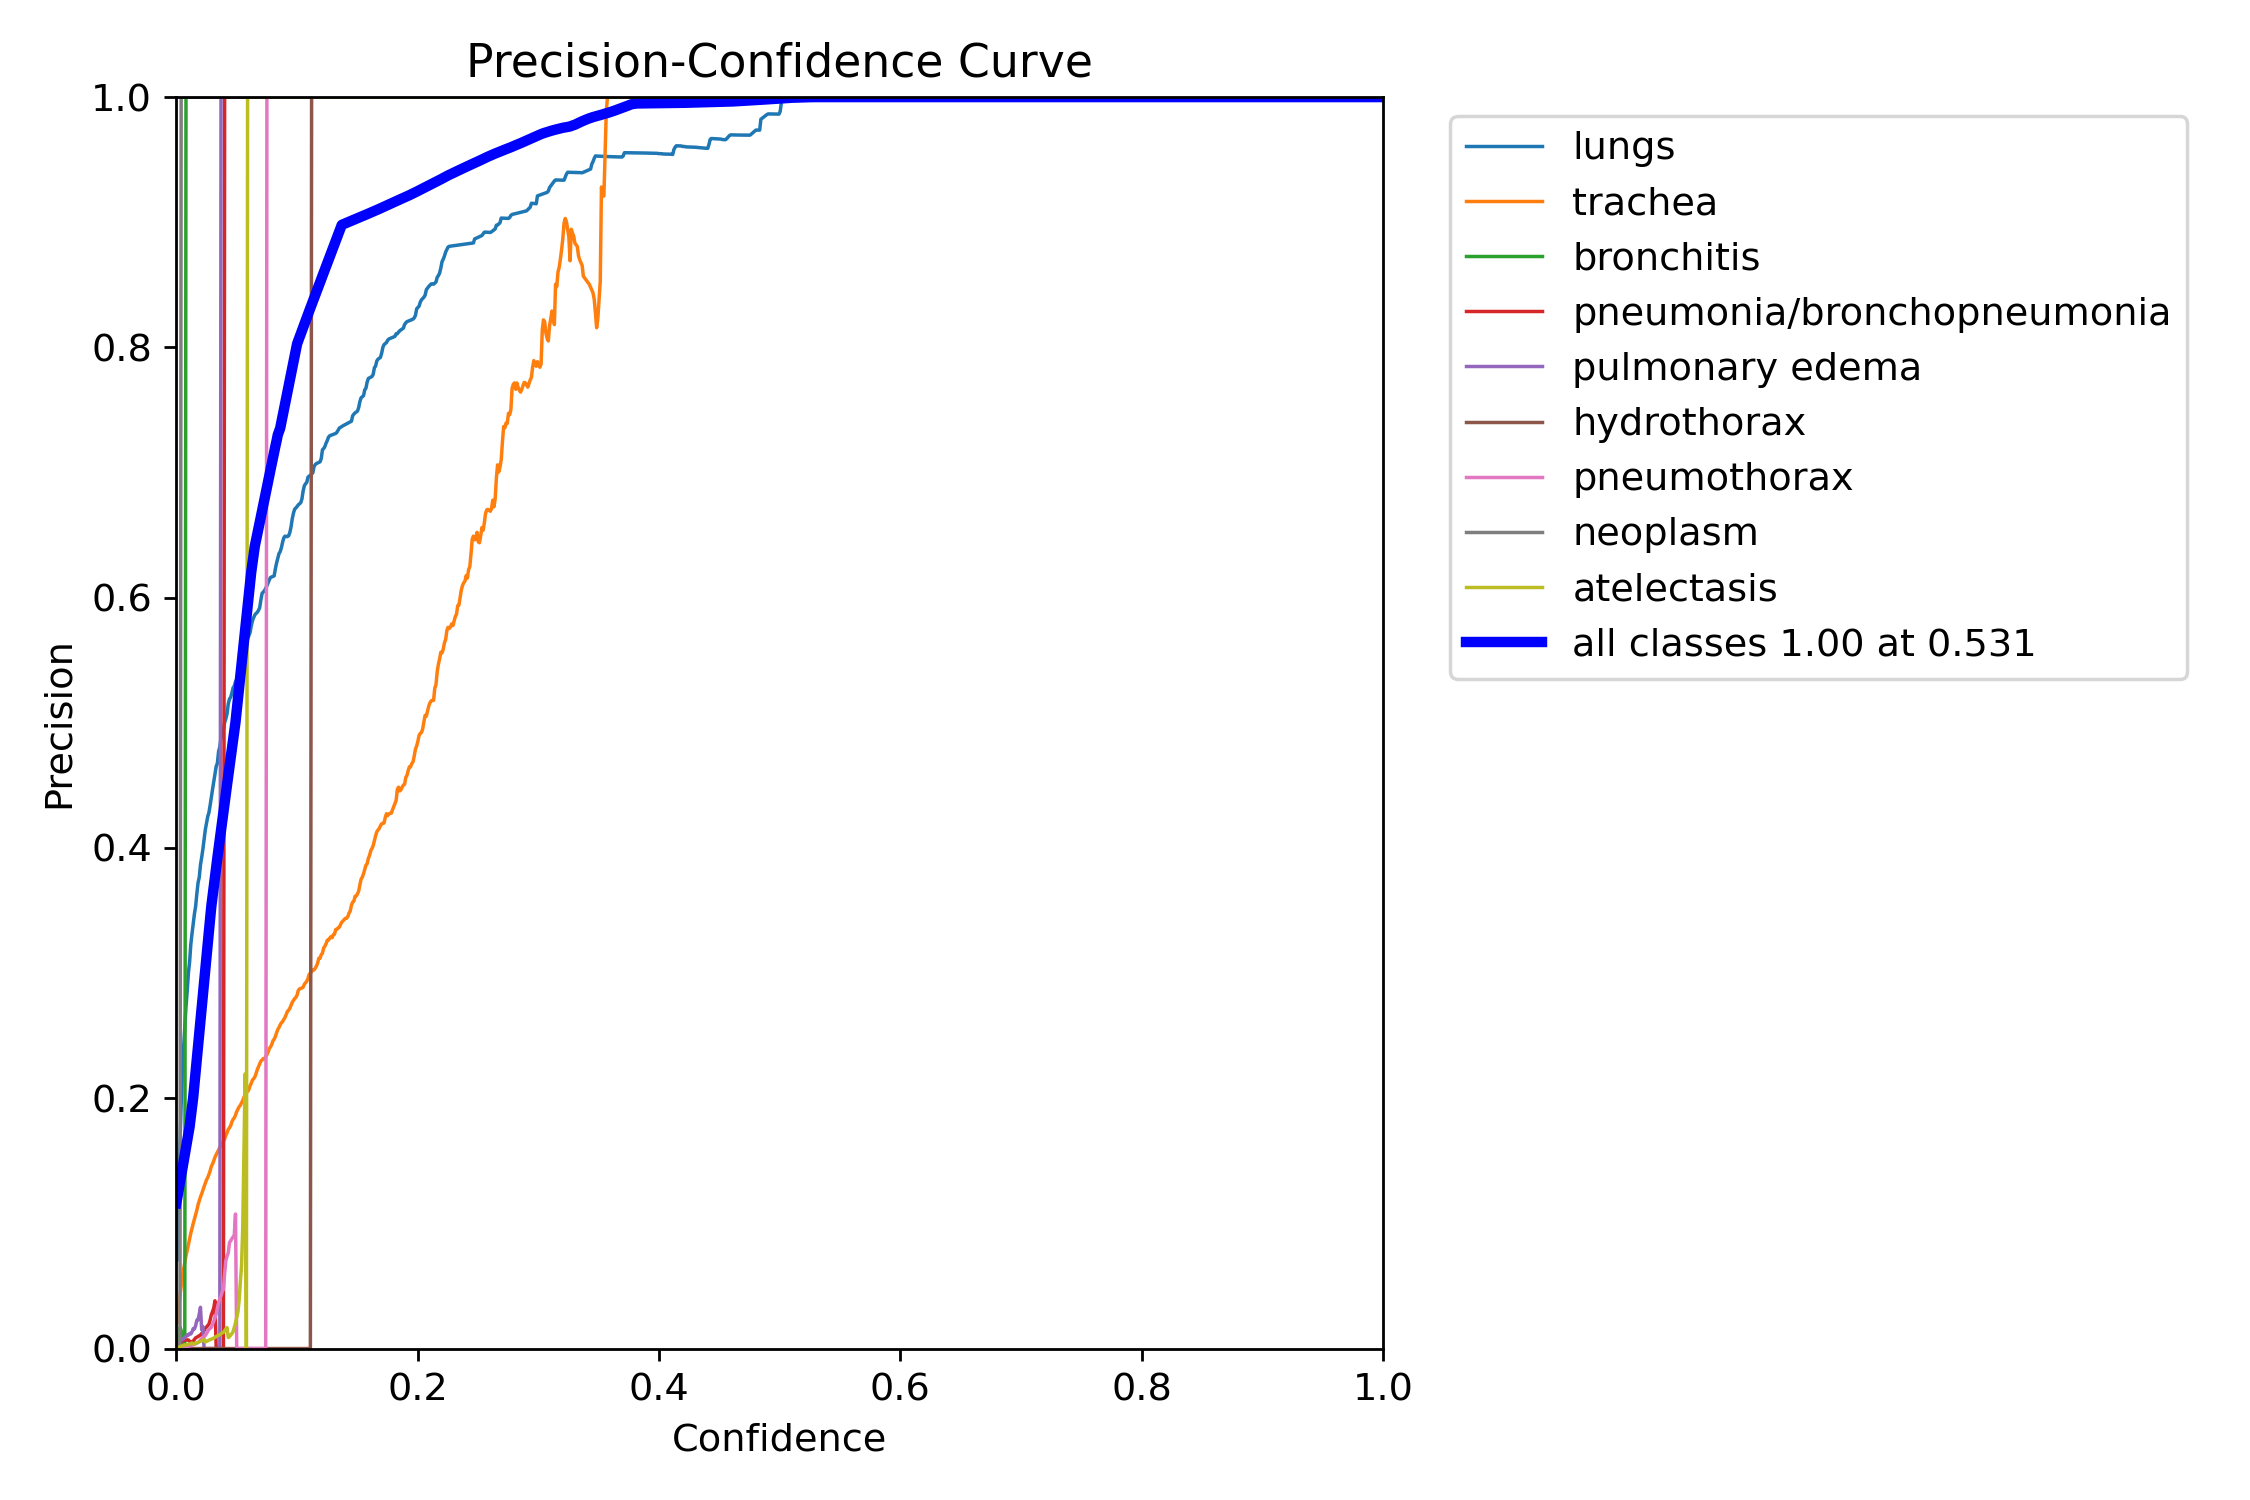 Precision-Confidence Curve
1.0
0.8
0.6
0.4
0.2
0.0
Precision
0.0 0.2 0.4 0.6 0.8 1.0
Confidence
lungs
trachea
bronchitis
pneumonia/bronchopneumonia
pulmonary edema
hydrothorax
pneumothorax
neoplasm
atelectasis
all classes 1.00 at 0.531